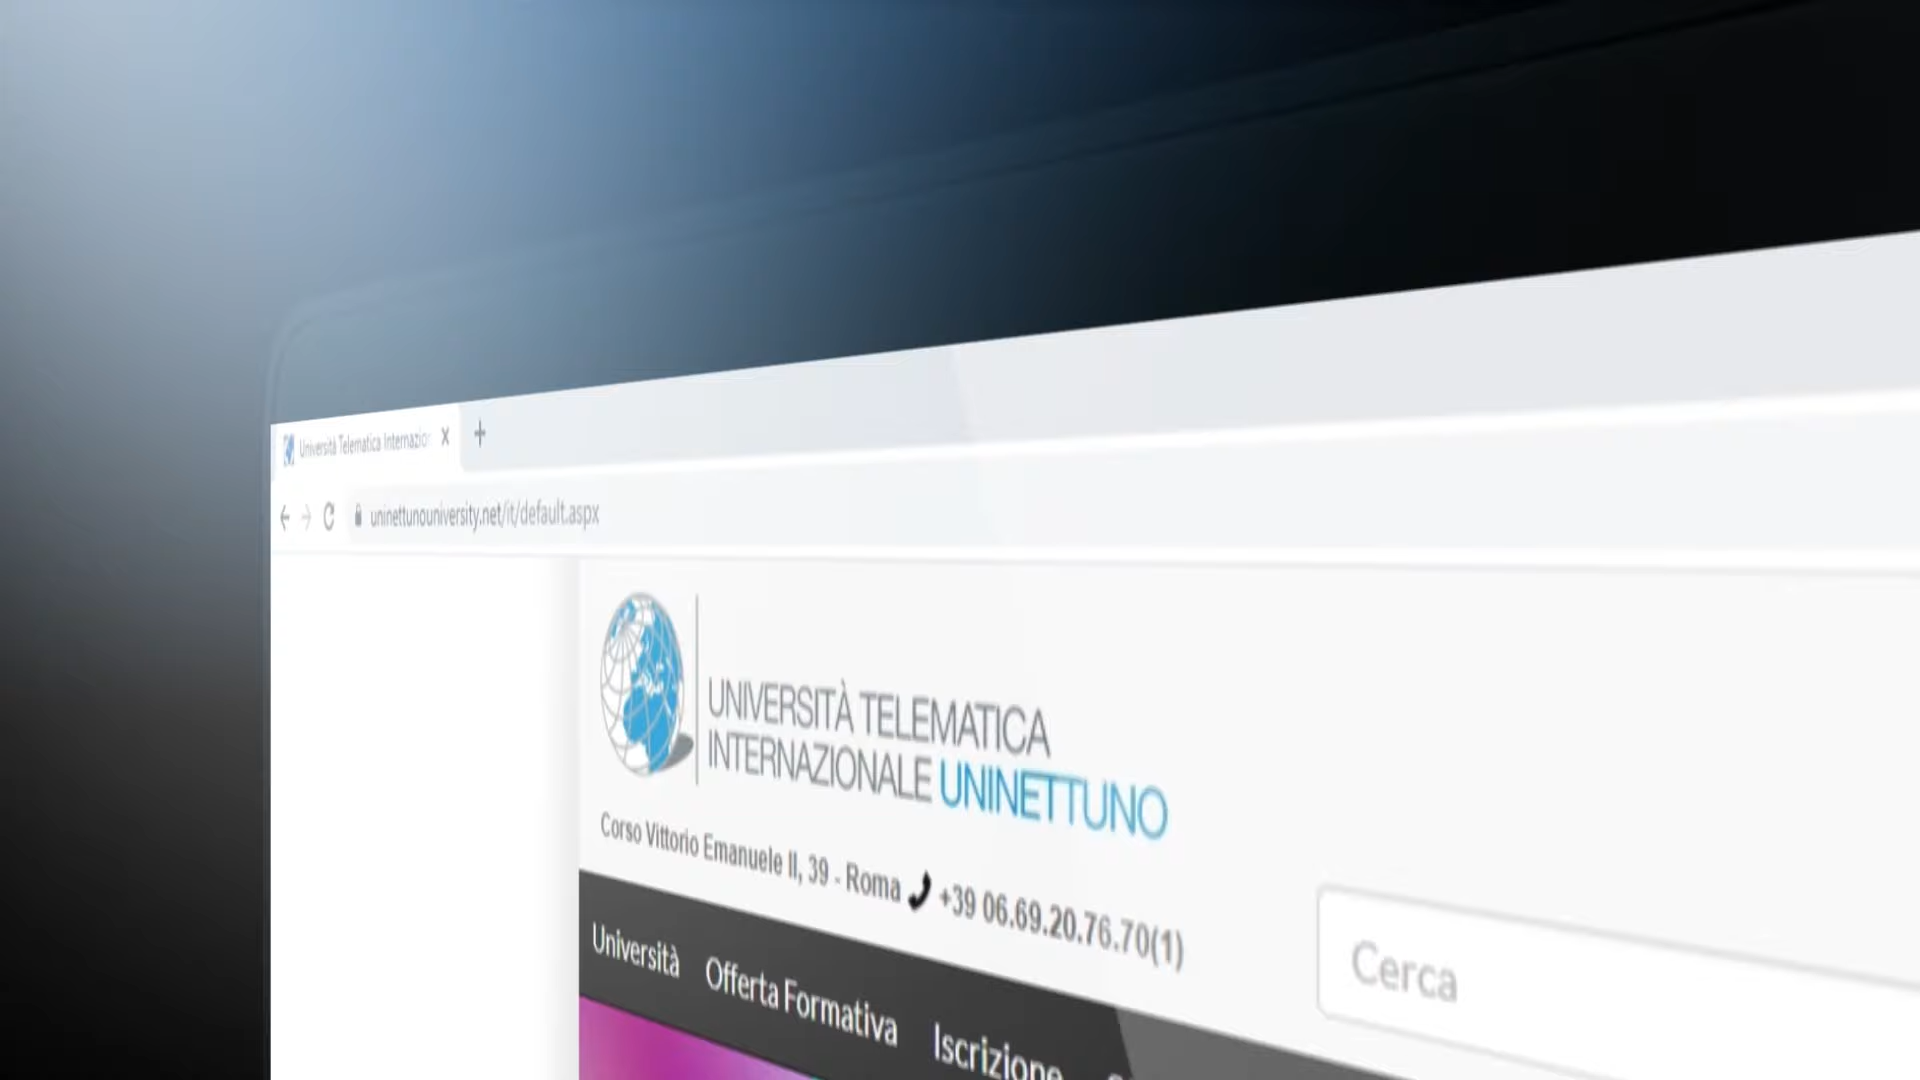 Università Telematica Internazio
uninettunouniversity.net/it/default.aspx
UNIVERSITÀ TELEMATICA
INTERNAZIONALE UNINETTUNO
Corso Vittorio Emanuele II, 39 - Roma +39 06.69.20.76.70(1)
Cerca
Università Offerta Formativa Iscrizione